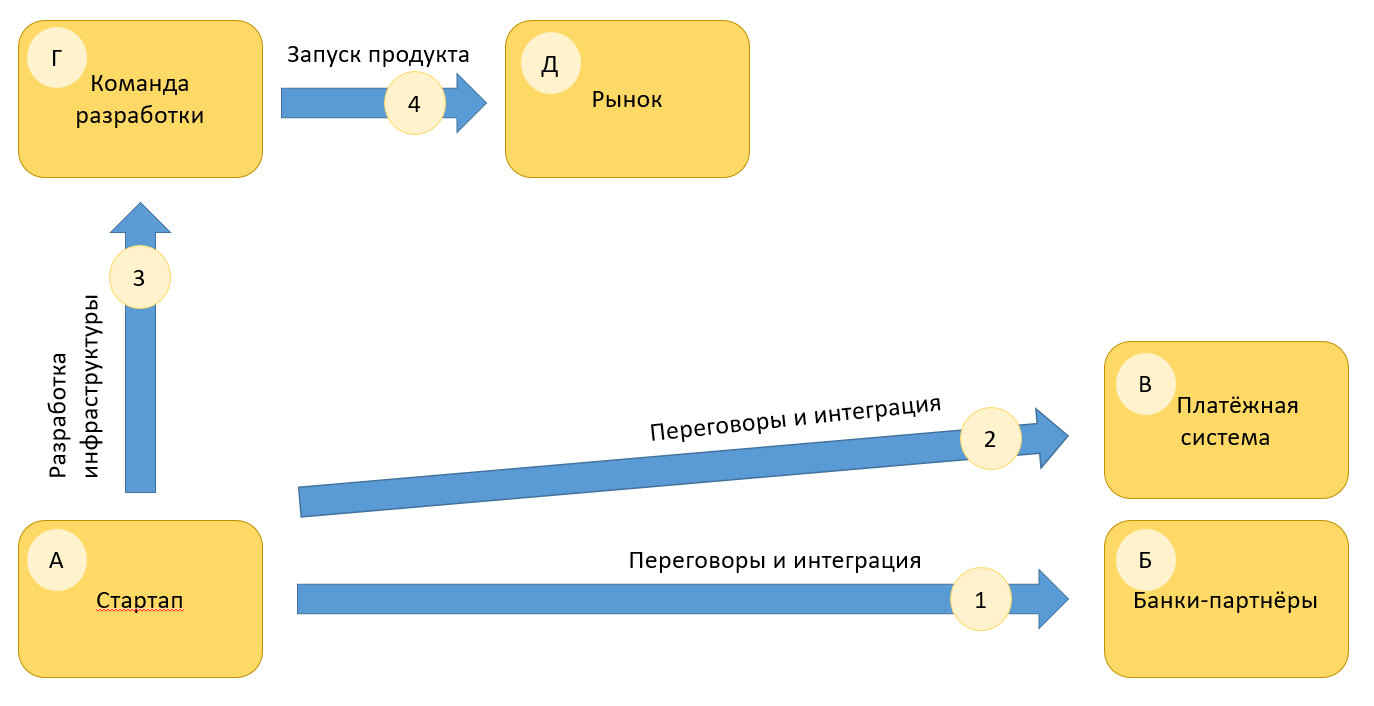 Г
Команда
разработки
Запуск продукта
4
Д
Рынок
3
Разработка
инфраструктуры
Переговоры и интеграция
2
В
Платёжная
система
А
Стартап
Переговоры и интеграция
1
Б
Банки-партнёры